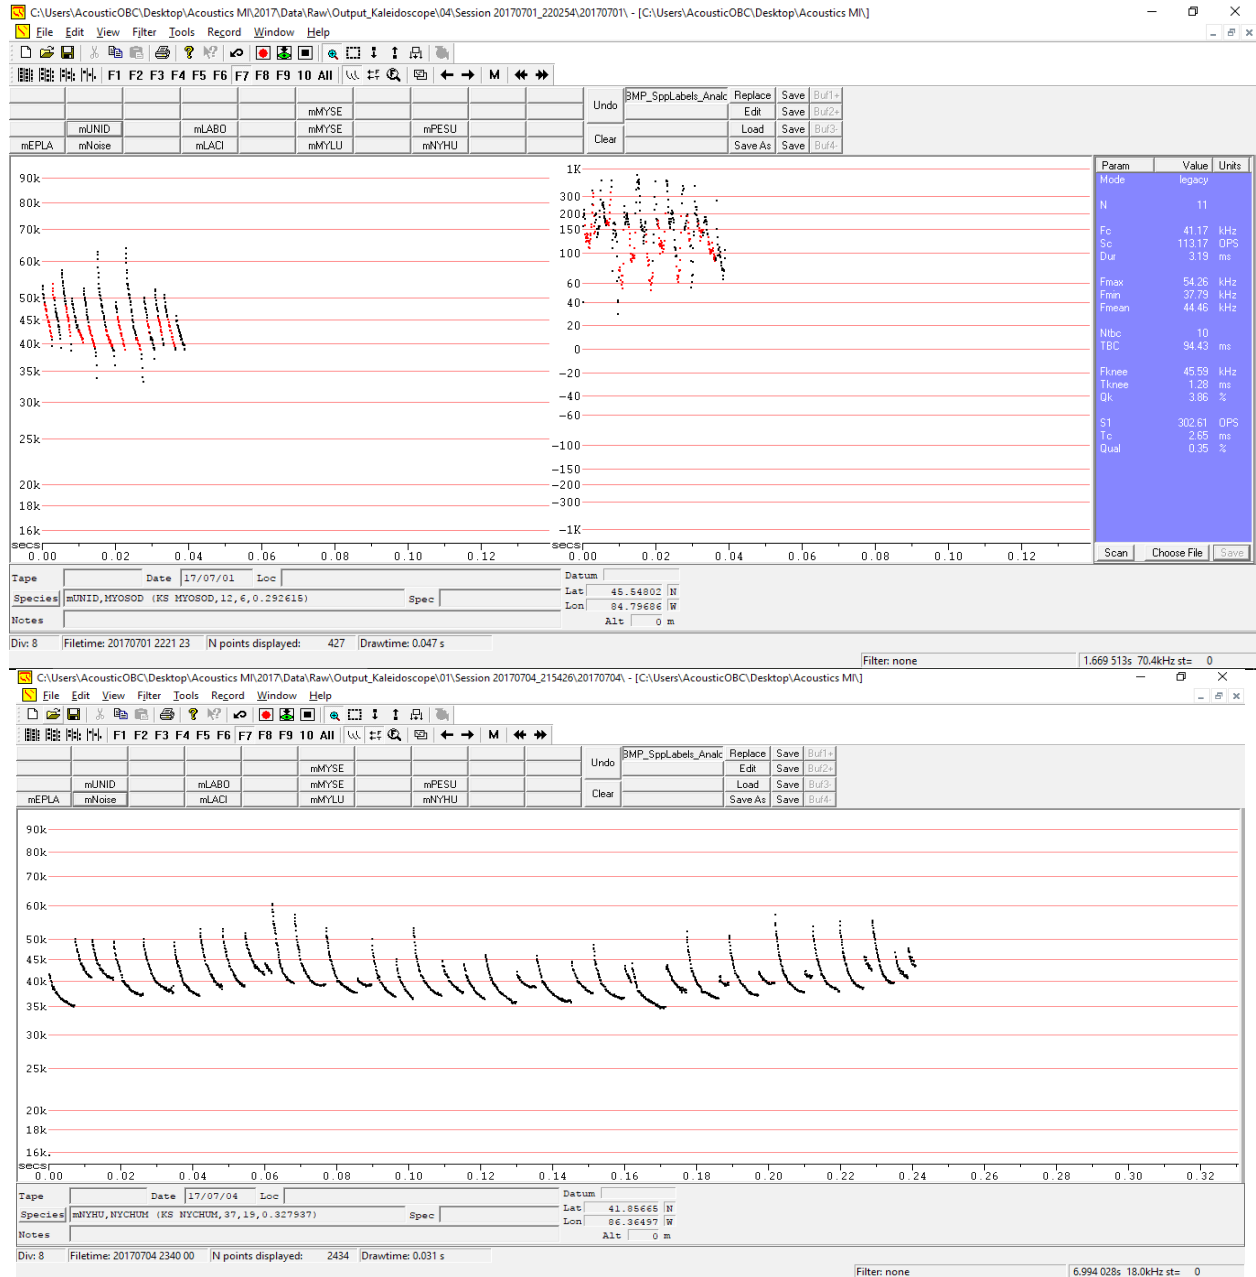 C:\Users\AcousticOBC\Desktop\Acoustics MI\2017\Data\Raw\Output_Kaleidoscope\04\Session 20170701_220254\20170701\ - [C:\Users\AcousticOBC\Desktop\Acoustics MI\]
File Edit View Filter Tools Record Window Help
F1 F2 F3 F4 F5 F6 F7 F8 F9 10 All M
Undo BMP_SppLabels_Analc Replace Save Buf1+
mMYSE Edit Save Buf2+
mUNID mLABO mMYSE mPESU Clear Load Save Buf3-
mEPLA mNoise mLACI mMYLU mNYHU Save As Save Buf4-
90k
80k
70k
60k
50k
45k
40k
35k
30k
25k
20k
18k
16k
secs
0.00 0.02 0.04 0.06 0.08 0.10 0.12
1K
300
200
150
100
60
40
20
0
-20
-40
-60
-100
-150
-200
-300
-1K
secs
0.00 0.02 0.04 0.06 0.08 0.10 0.12
Param Value Units
Mode legacy
N 11
Fc 41.17 kHz
Sc 113.17 OPS
Dur 3.19 ms
Fmax 54.26 kHz
Fmin 37.79 kHz
Fmean 44.46 kHz
Ntbc 10
TBC 94.43 ms
Fknee 45.59 kHz
Tknee 1.28 ms
Qk 3.86 %
S1 302.61 OPS
Tc 2.65 ms
Qual 0.35 %
Scan Choose File Save
Tape Date 17/07/01 Loc Datum
Species mUNID,MYOSOD (KS MYOSOD,12,6,0.292615) Spec Lat 45.54802 N
Lon 84.79686 W
Notes Alt 0 m
Div: 8 Filetime: 20170701 2221 23 N points displayed: 427 Drawtime: 0.047 s
Filter: none 1.669 513s 70.4kHz st= 0
C:\Users\AcousticOBC\Desktop\Acoustics MI\2017\Data\Raw\Output_Kaleidoscope\01\Session 20170704_215426\20170704\ - [C:\Users\AcousticOBC\Desktop\Acoustics MI\]
File Edit View Filter Tools Record Window Help
F1 F2 F3 F4 F5 F6 F7 F8 F9 10 All M
Undo BMP_SppLabels_Analc Replace Save Buf1+
mMYSE Edit Save Buf2+
mUNID mLABO mMYSE mPESU Clear Load Save Buf3-
mEPLA mNoise mLACI mMYLU mNYHU Save As Save Buf4-
90k
80k
70k
60k
50k
45k
40k
35k
30k
25k
20k
18k
16k
secs
0.00 0.02 0.04 0.06 0.08 0.10 0.12 0.14 0.16 0.18 0.20 0.22 0.24 0.26 0.28 0.30 0.32
Tape Date 17/07/04 Loc Datum
Species mNYHU,NYCHUM (KS NYCHUM,37,19,0.327937) Spec Lat 41.85665 N
Lon 86.36497 W
Notes Alt 0 m
Div: 8 Filetime: 20170704 2340 00 N points displayed: 2434 Drawtime: 0.031 s
Filter: none 6.994 028s 18.0kHz st= 0